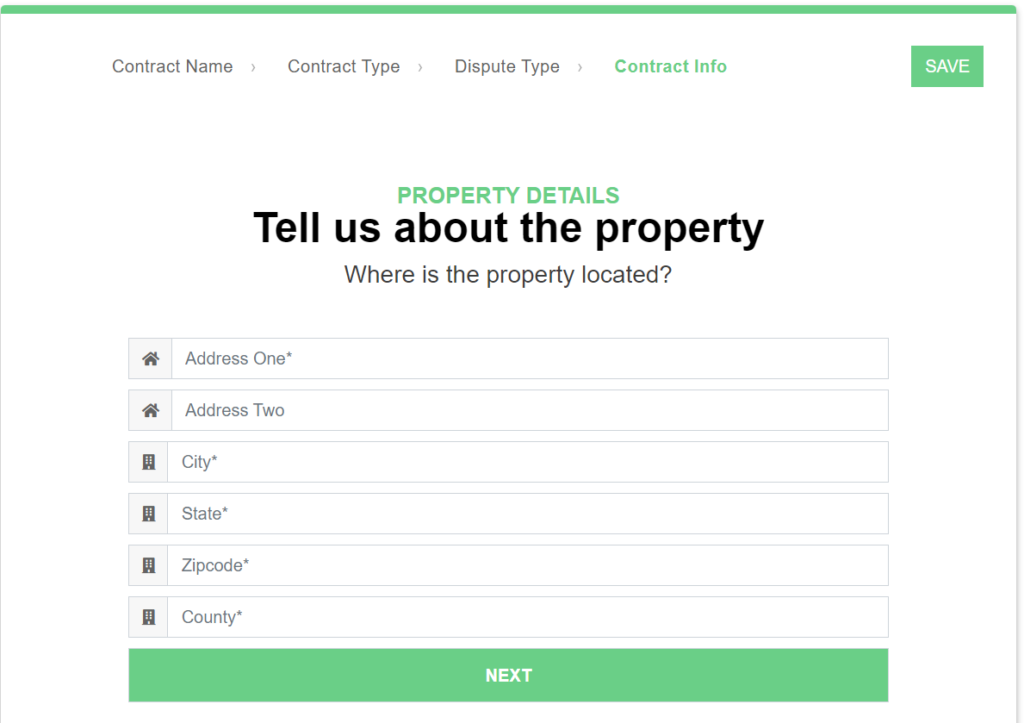 Contract Name › Contract Type › Dispute Type › Contract Info SAVE
PROPERTY DETAILS
Tell us about the property
Where is the property located?
Address One*
Address Two
City*
State*
Zipcode*
County*
NEXT